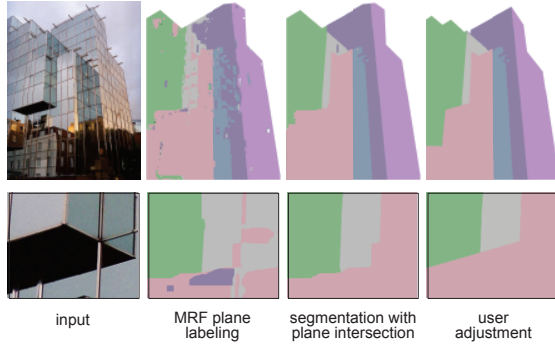 input
MRF plane
labeling
segmentation with
plane intersection
user
adjustment